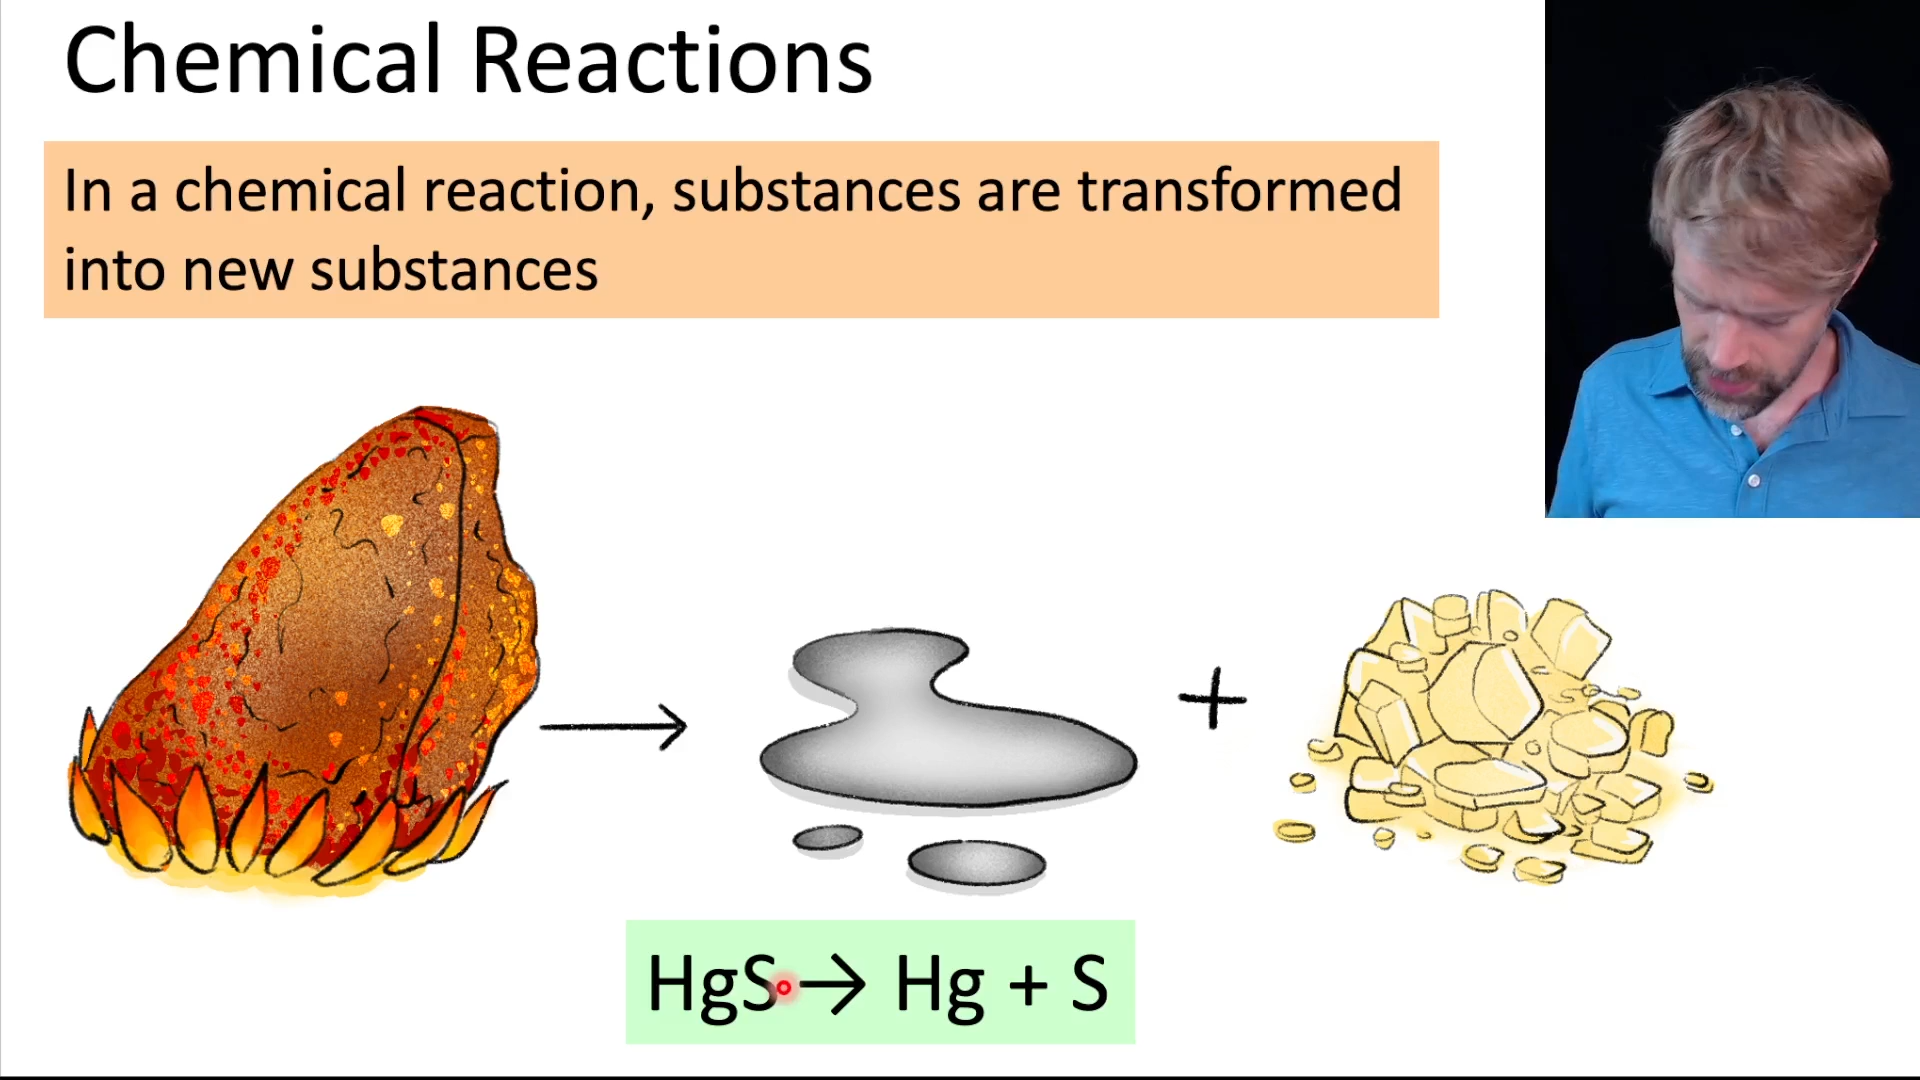 Chemical Reactions
In a chemical reaction, substances are transformed
into new substances
+
HgS → Hg + S